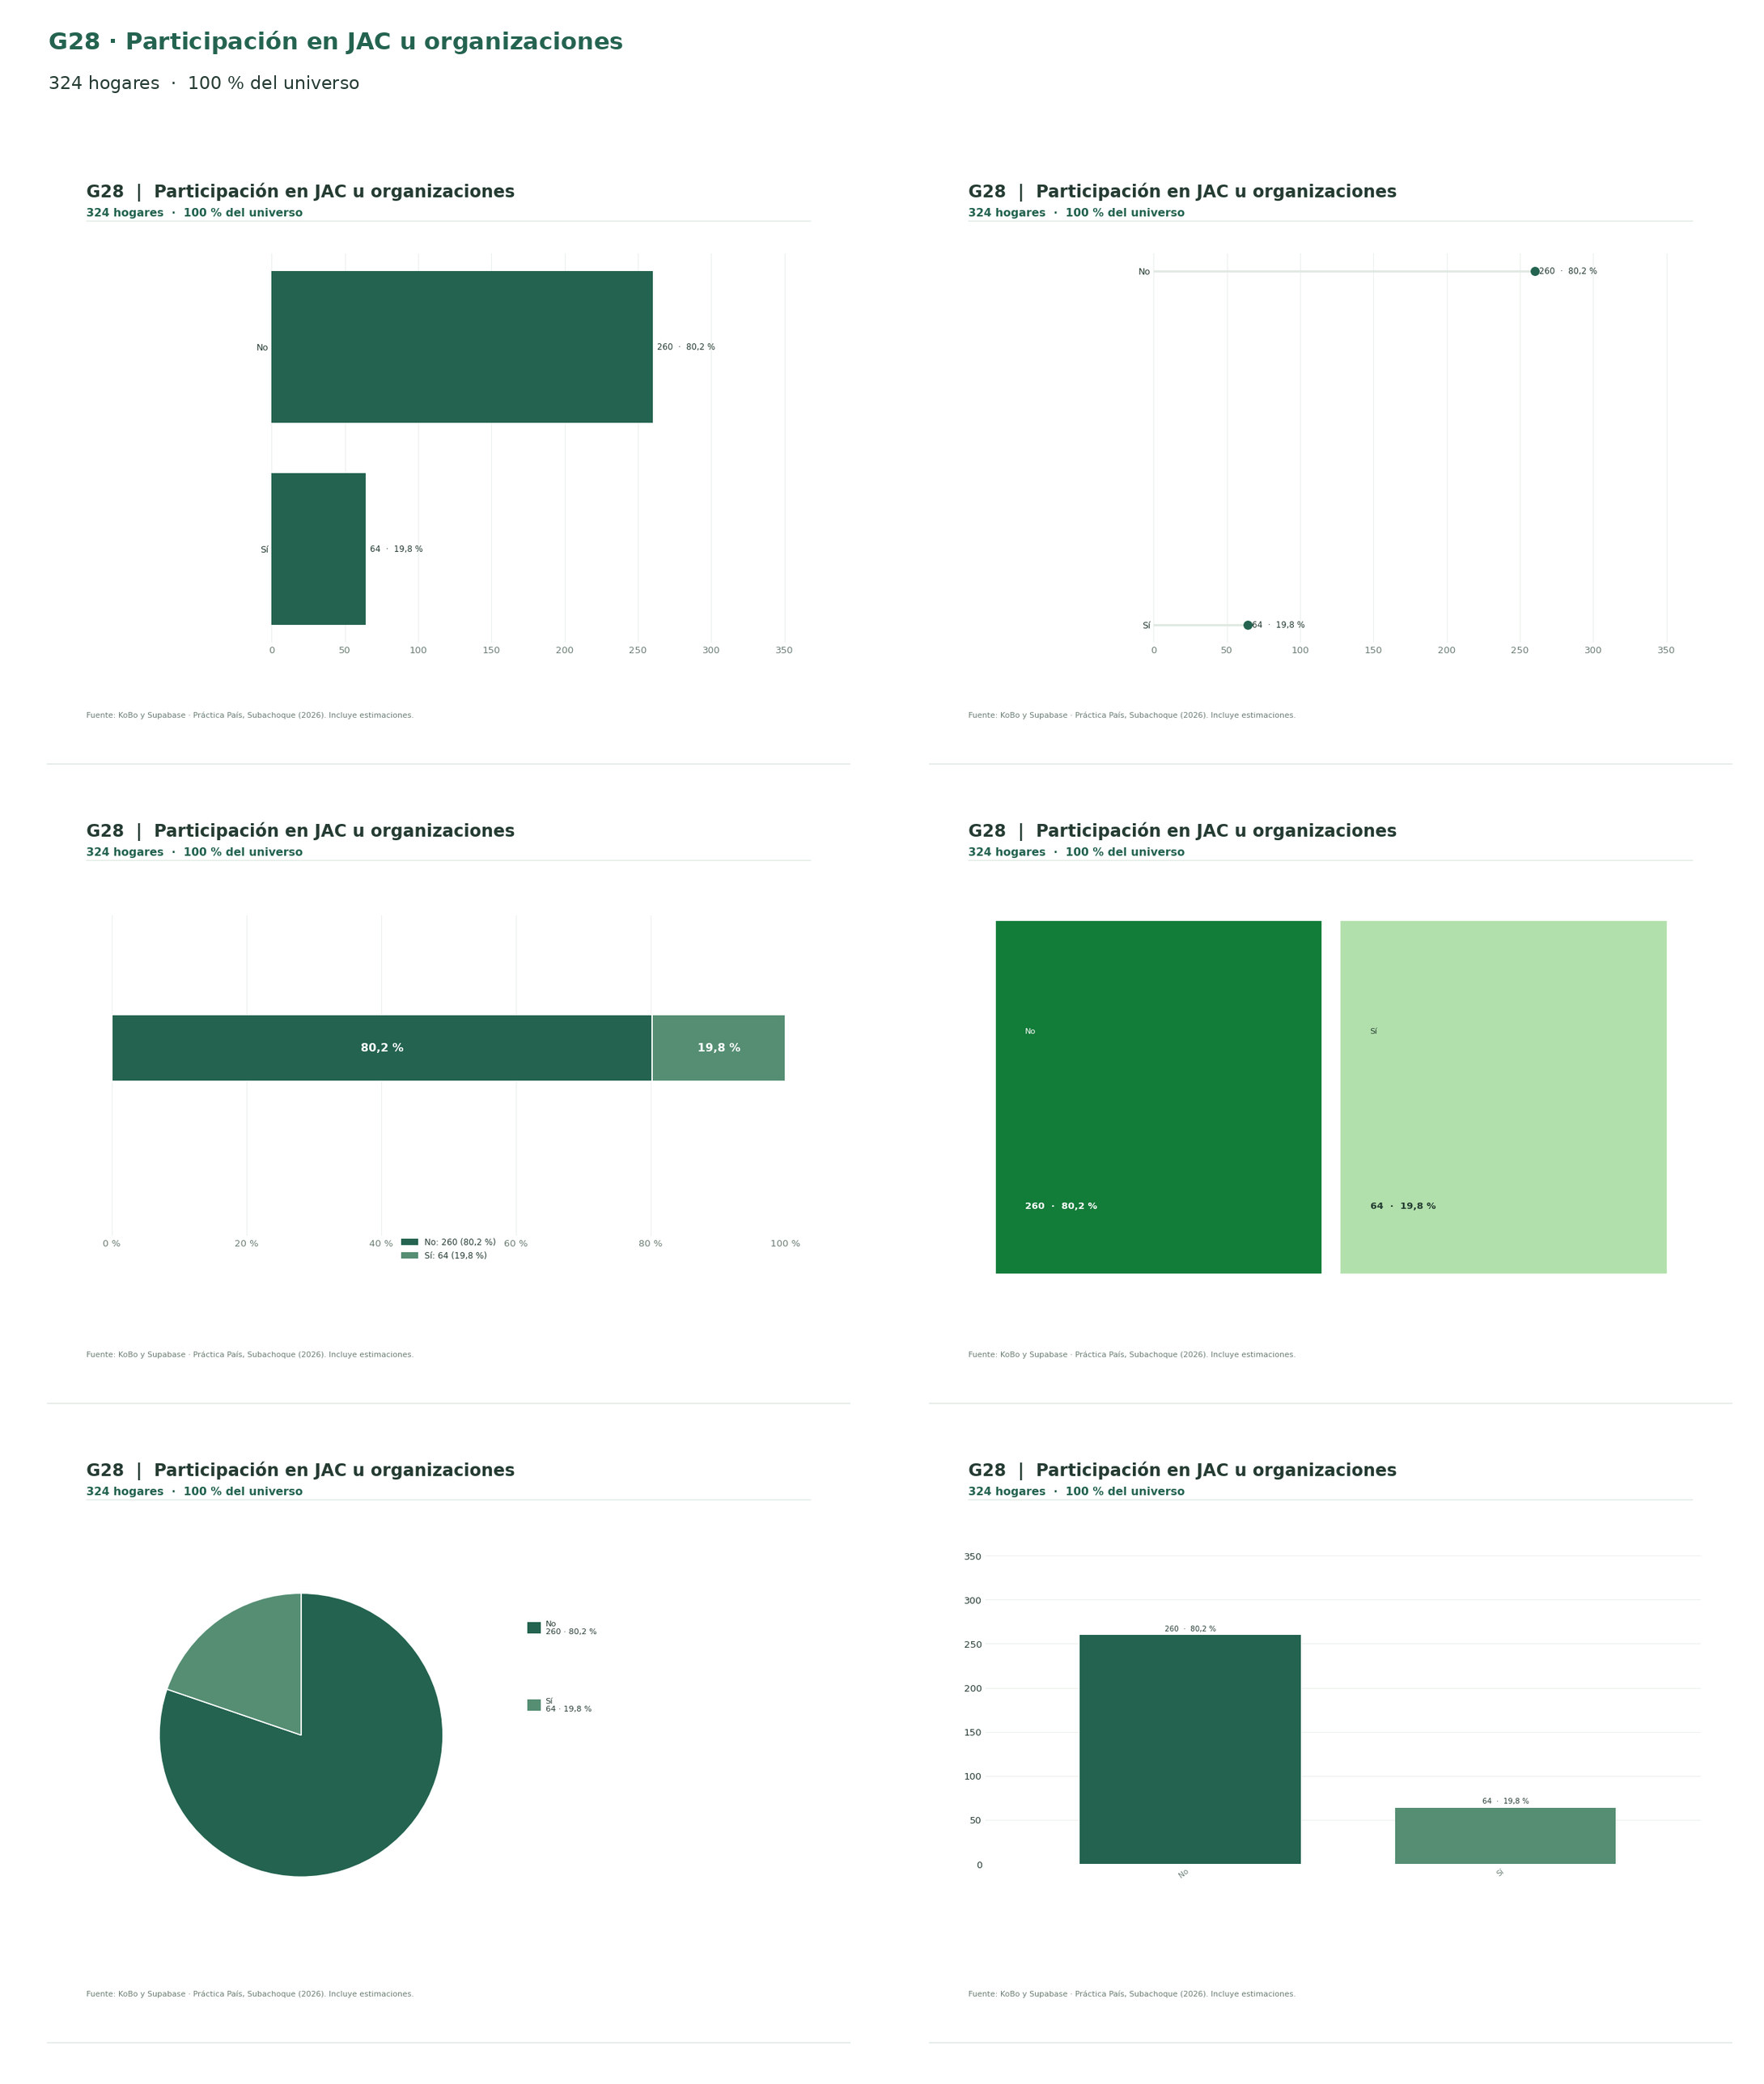 G28 · Participación en JAC u organizaciones
324 hogares · 100 % del universo
G28 | Participación en JAC u organizaciones
324 hogares · 100 % del universo
No
260 · 80,2 %
Sí
64 · 19,8 %
0 50 100 150 200 250 300 350
Fuente: KoBo y Supabase · Práctica País, Subachoque (2026). Incluye estimaciones.
G28 | Participación en JAC u organizaciones
324 hogares · 100 % del universo
No
260 · 80,2 %
Sí
64 · 19,8 %
0 50 100 150 200 250 300 350
Fuente: KoBo y Supabase · Práctica País, Subachoque (2026). Incluye estimaciones.
G28 | Participación en JAC u organizaciones
324 hogares · 100 % del universo
80,2 % 19,8 %
0 % 20 % 40 % 60 % 80 % 100 %
No: 260 (80,2 %)
Sí: 64 (19,8 %)
Fuente: KoBo y Supabase · Práctica País, Subachoque (2026). Incluye estimaciones.
G28 | Participación en JAC u organizaciones
324 hogares · 100 % del universo
No
260 · 80,2 %
Sí
64 · 19,8 %
Fuente: KoBo y Supabase · Práctica País, Subachoque (2026). Incluye estimaciones.
G28 | Participación en JAC u organizaciones
324 hogares · 100 % del universo
No
260 · 80,2 %
Sí
64 · 19,8 %
Fuente: KoBo y Supabase · Práctica País, Subachoque (2026). Incluye estimaciones.
G28 | Participación en JAC u organizaciones
324 hogares · 100 % del universo
350
300
250
200
150
100
50
0
260 · 80,2 %
64 · 19,8 %
No
Sí
Fuente: KoBo y Supabase · Práctica País, Subachoque (2026). Incluye estimaciones.